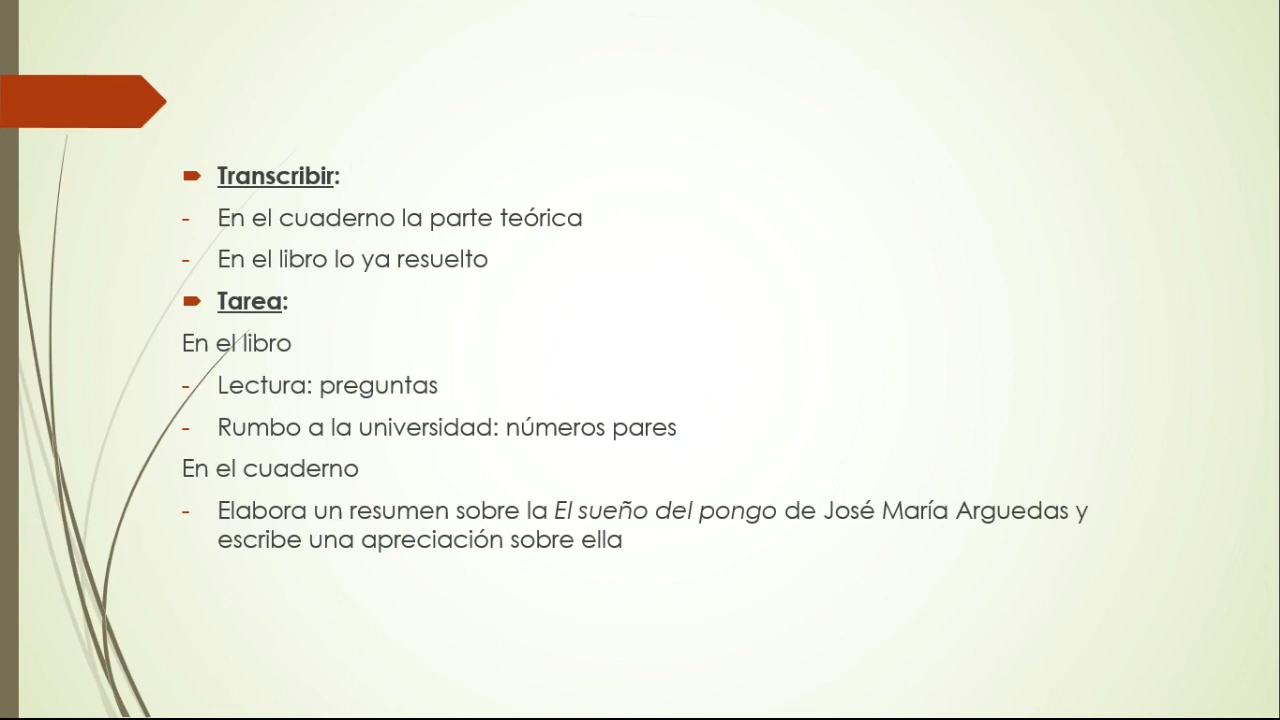 Transcribir:
- En el cuaderno la parte teórica
- En el libro lo ya resuelto
Tarea:
En el libro
- Lectura: preguntas
- Rumbo a la universidad: números pares
En el cuaderno
- Elabora un resumen sobre la El sueño del pongo de José María Arguedas y
escribe una apreciación sobre ella